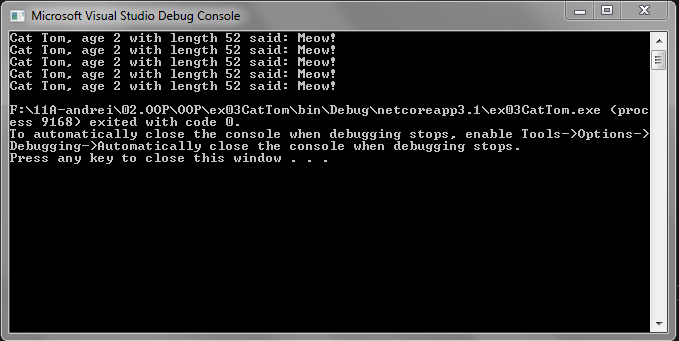 Microsoft Visual Studio Debug Console
Cat Tom, age 2 with length 52 said: Meow!
Cat Tom, age 2 with length 52 said: Meow!
Cat Tom, age 2 with length 52 said: Meow!
Cat Tom, age 2 with length 52 said: Meow!
Cat Tom, age 2 with length 52 said: Meow!
F:\11A-andrei\02.OOP\OOP\ex03CatTom\bin\Debug\netcoreapp3.1\ex03CatTom.exe (proc
ess 9168) exited with code 0.
To automatically close the console when debugging stops, enable Tools->Options->
Debugging->Automatically close the console when debugging stops.
Press any key to close this window . . .